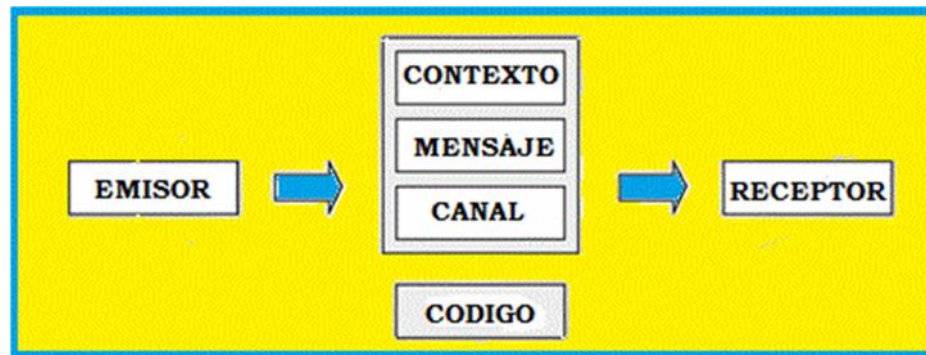 CONTEXTO
MENSAJE
CANAL
EMISOR
RECEPTOR
CODIGO